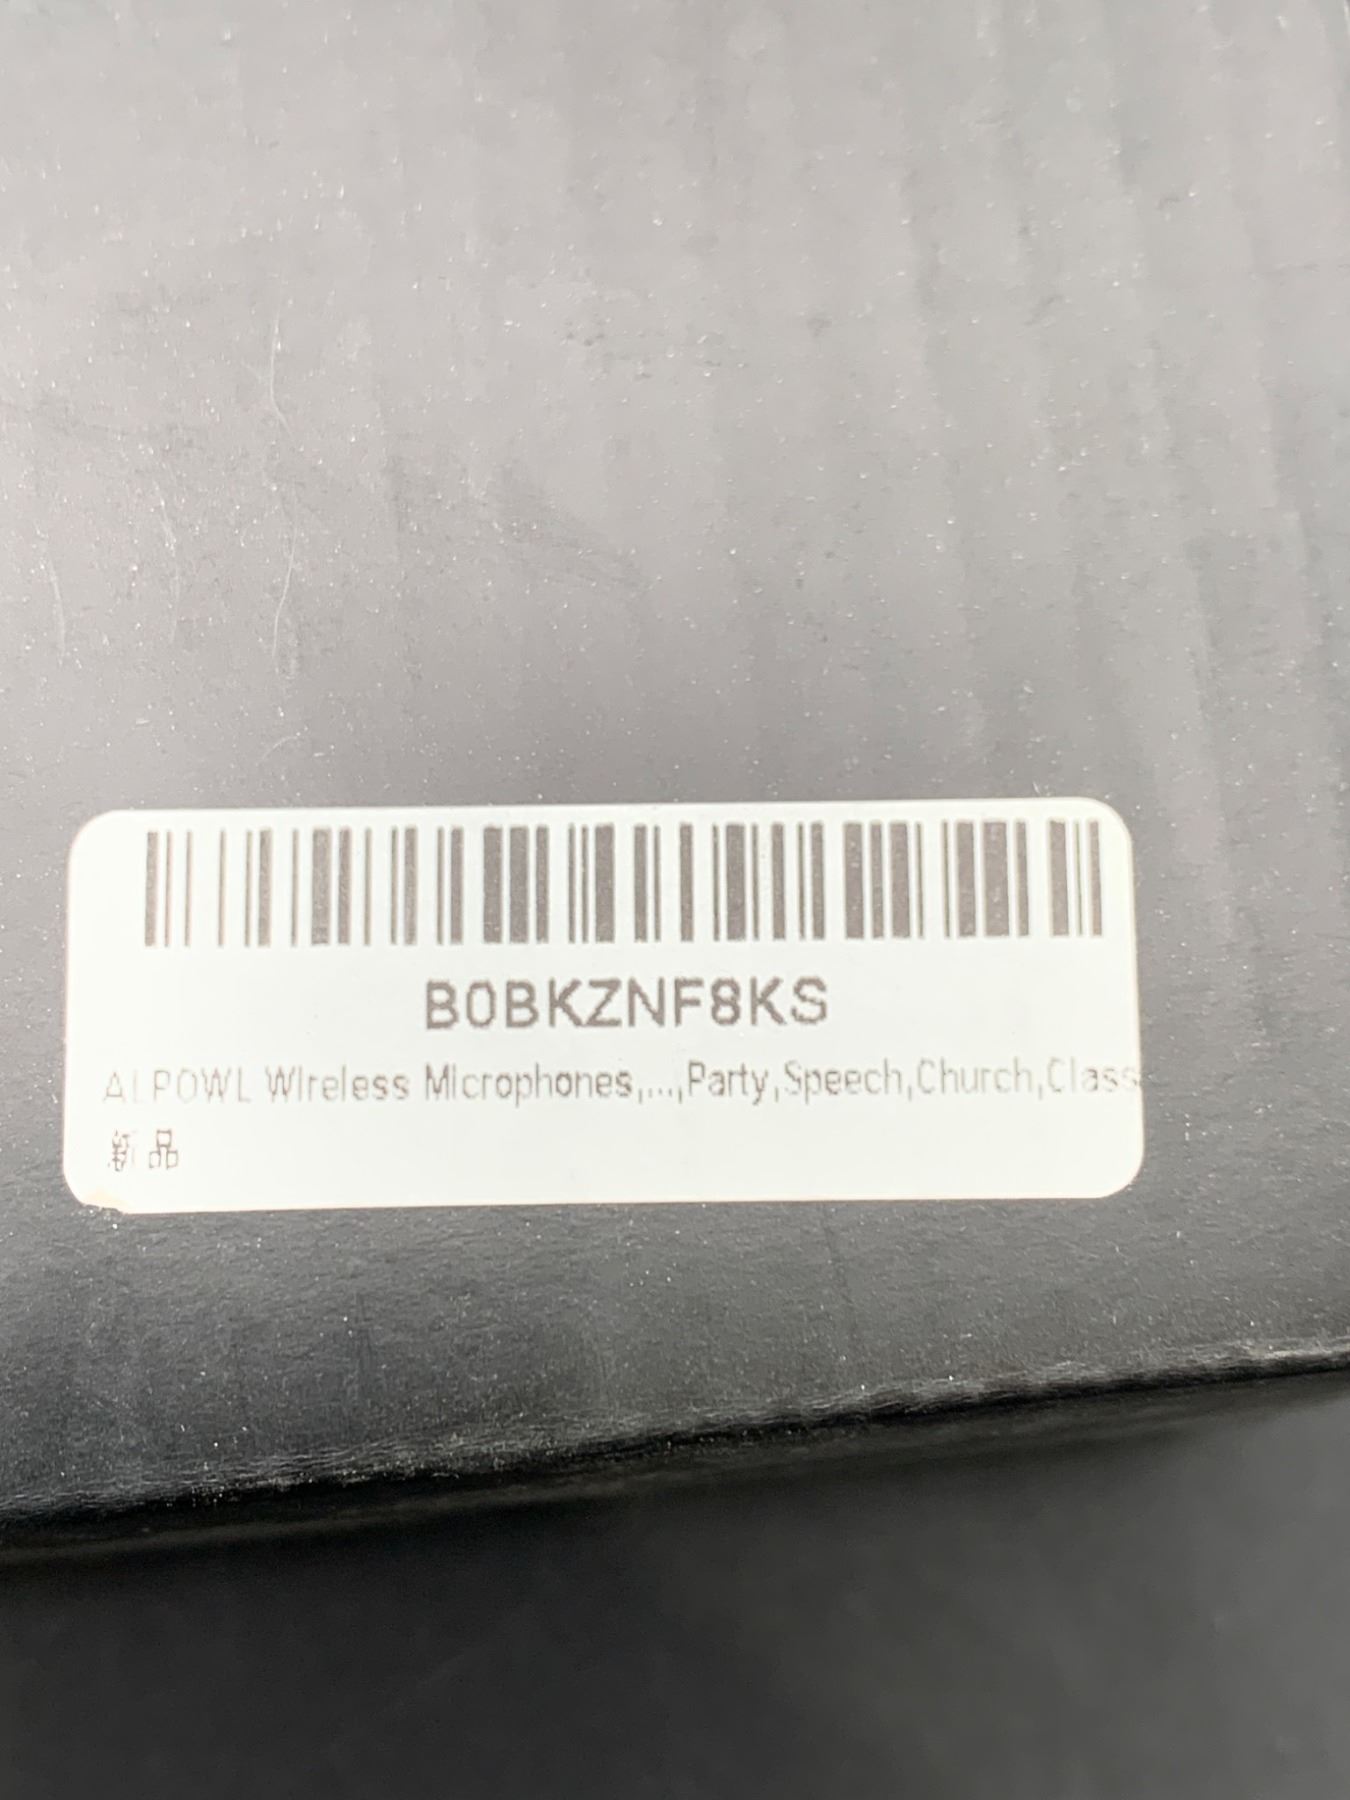 B0BKZNF8KS
ALPOWL Wireless Microphones,...,Party,Speech,Church,Class
新品